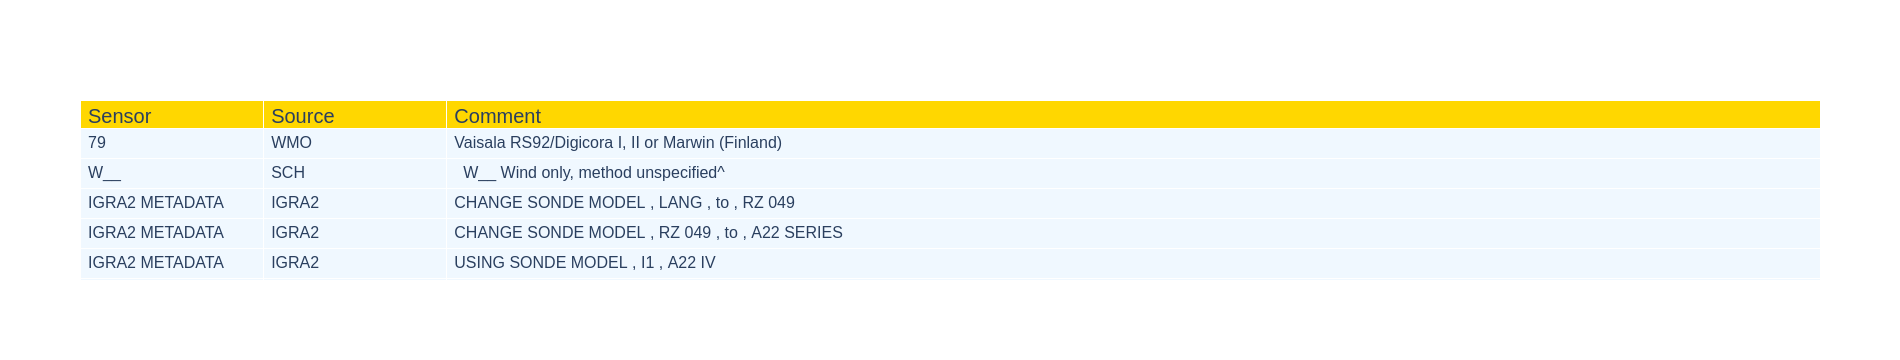 Sensor Source Comment
79 WMO Vaisala RS92/Digicora I, II or Marwin (Finland)
W__ SCH W__ Wind only, method unspecified^
IGRA2 METADATA IGRA2 CHANGE SONDE MODEL , LANG , to , RZ 049
IGRA2 METADATA IGRA2 CHANGE SONDE MODEL , RZ 049 , to , A22 SERIES
IGRA2 METADATA IGRA2 USING SONDE MODEL , I1 , A22 IV